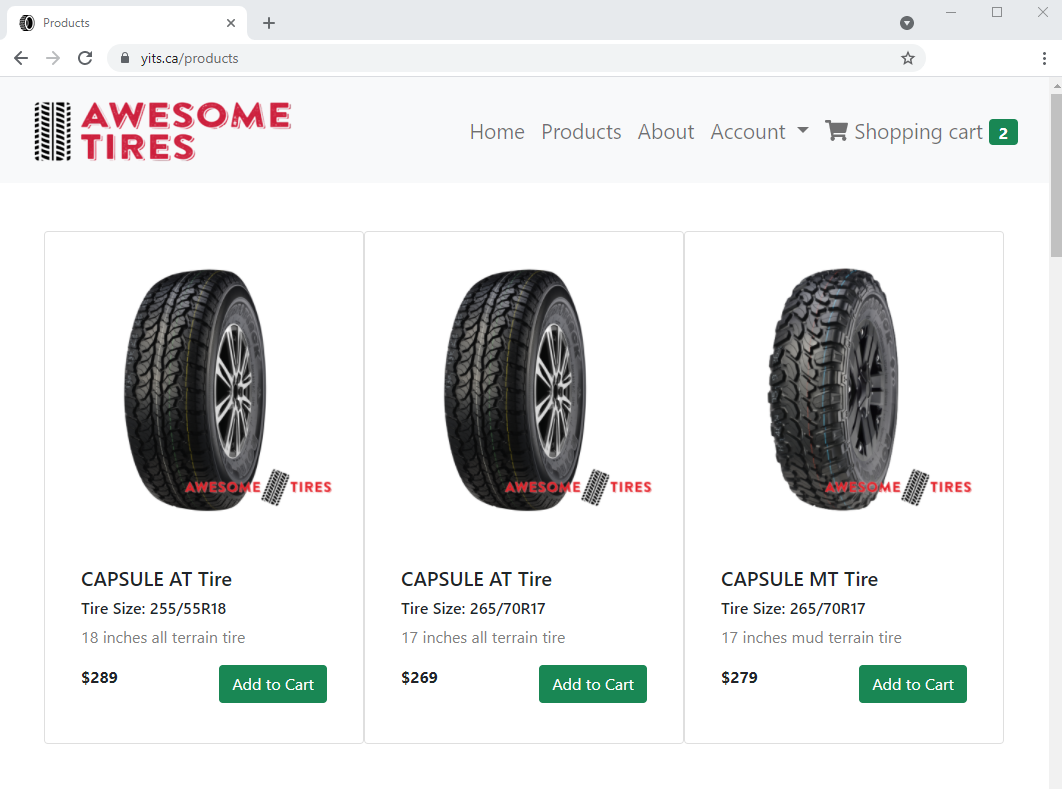 Products
yits.ca/products
AWESOME
TIRES
Home Products About Account Shopping cart 2
AWESOME TIRES
AWESOME TIRES
AWESOME TIRES
CAPSULE AT Tire
Tire Size: 255/55R18
18 inches all terrain tire
$289
Add to Cart
CAPSULE AT Tire
Tire Size: 265/70R17
17 inches all terrain tire
$269
Add to Cart
CAPSULE MT Tire
Tire Size: 265/70R17
17 inches mud terrain tire
$279
Add to Cart